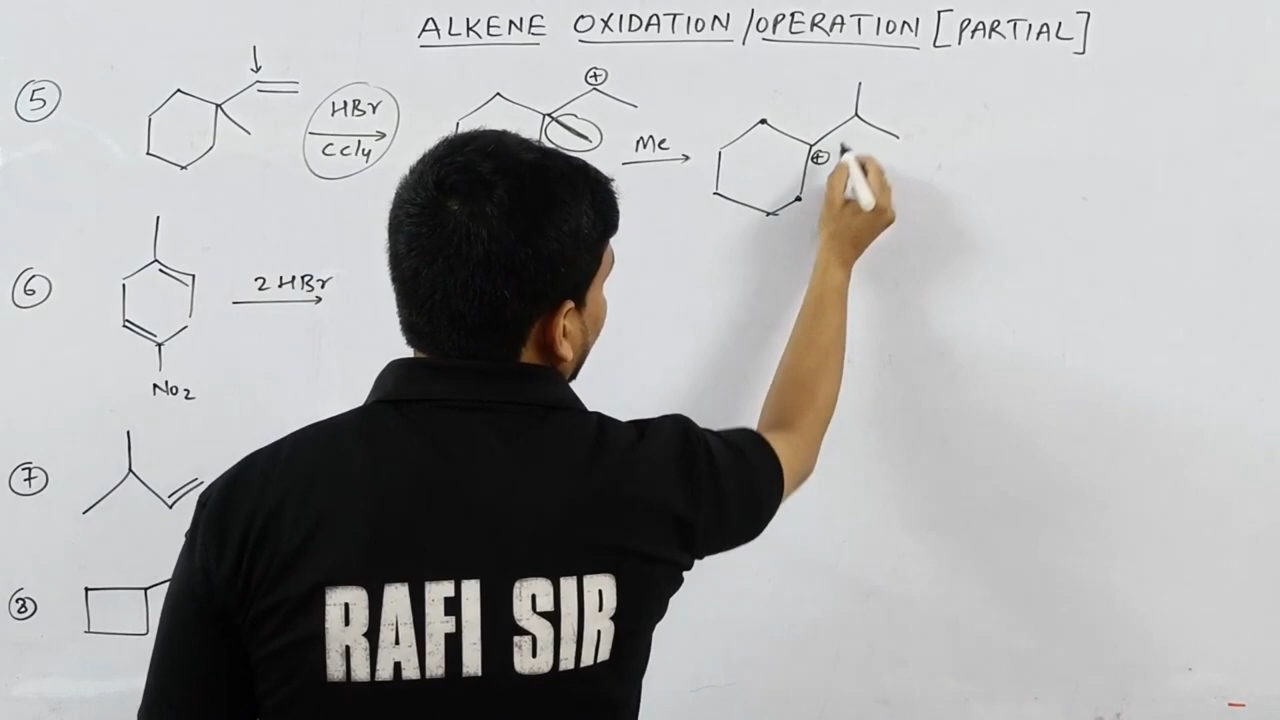 ALKENE OXIDATION/OPERATION [PARTIAL]
5
HBr
CCl4
⊕
Me
⊕
6
2HBr
NO2
7
8
RAFI SIR